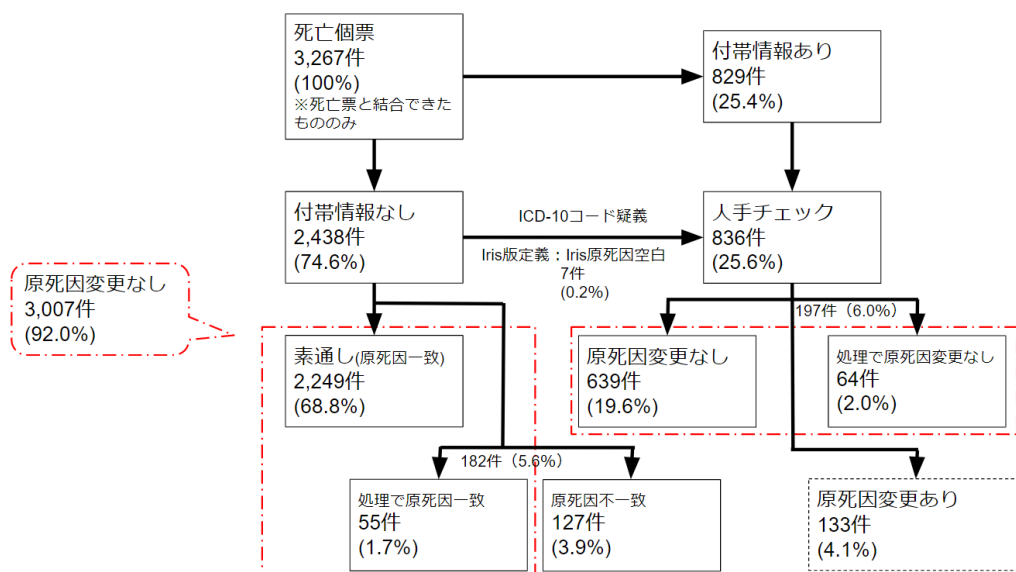 死亡個票
3,267件
(100%)
※死亡票と結合できた
もののみ
付帯情報あり
829件
(25.4%)
付帯情報なし
2,438件
(74.6%)
ICD-10コード疑義
Iris版定義：Iris原死因空白
7件
(0.2%)
人手チェック
836件
(25.6%)
原死因変更なし
3,007件
(92.0%)
素通し(原死因一致)
2,249件
(68.8%)
197件（6.0%）
原死因変更なし
639件
(19.6%)
処理で原死因変更なし
64件
(2.0%)
182件（5.6%）
処理で原死因一致
55件
(1.7%)
原死因不一致
127件
(3.9%)
原死因変更あり
133件
(4.1%)